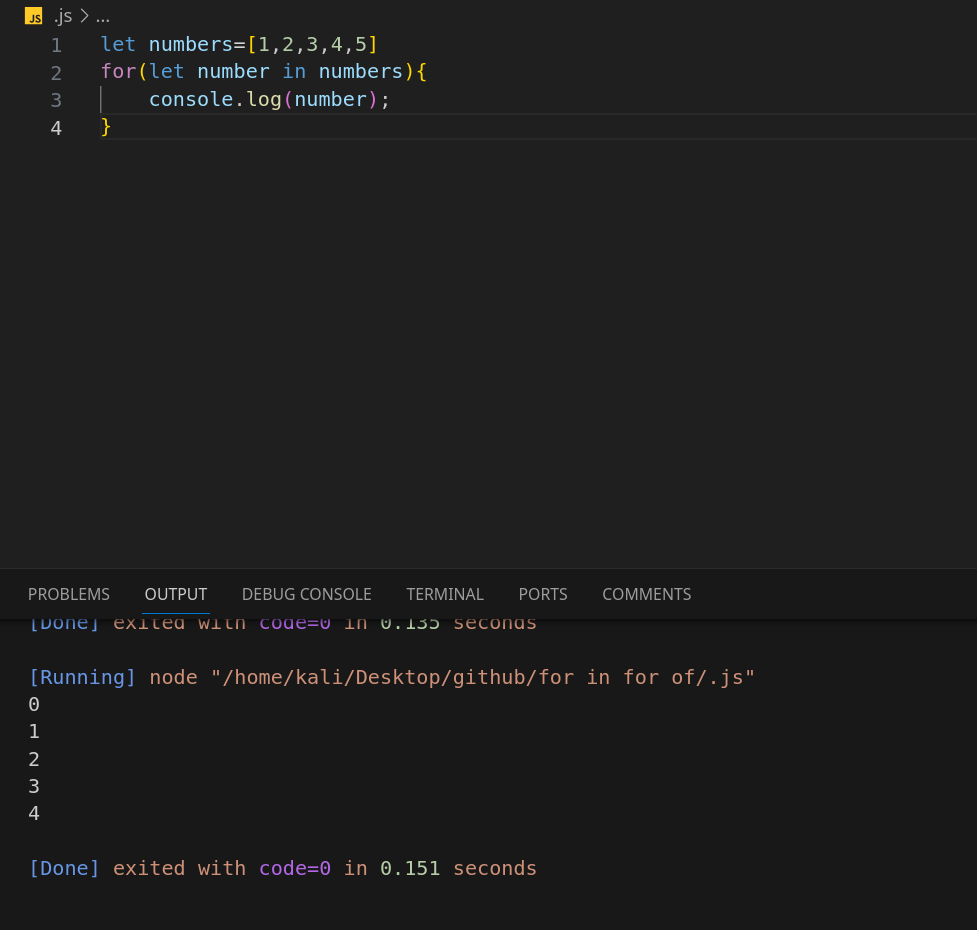 JS .js > ...
1 let numbers=[1,2,3,4,5]
2 for(let number in numbers){
3     console.log(number);
4 }
PROBLEMS OUTPUT DEBUG CONSOLE TERMINAL PORTS COMMENTS
[Done] exited with code=0 in 0.135 seconds
[Running] node "/home/kali/Desktop/github/for in for of/.js"
0
1
2
3
4
[Done] exited with code=0 in 0.151 seconds